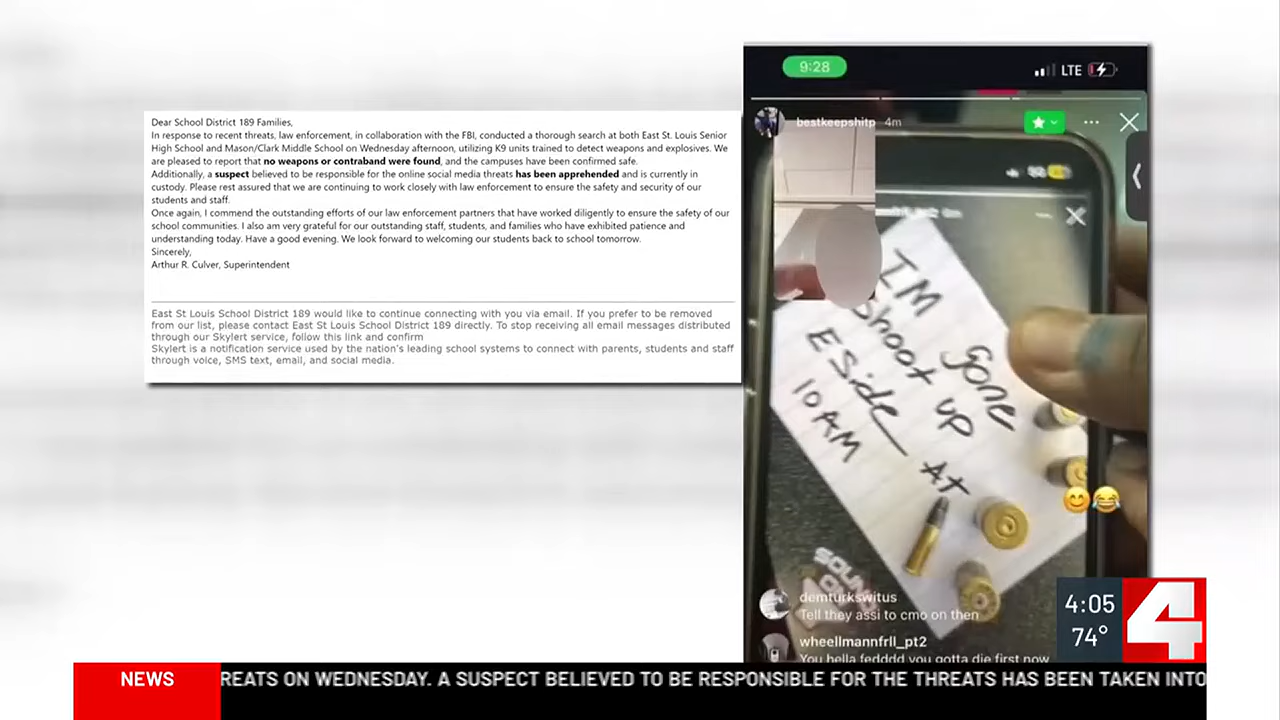 Dear School District 189 Families,
In response to recent threats, law enforcement, in collaboration with the FBI, conducted a thorough search at both East St. Louis Senior
High School and Mason/Clark Middle School on Wednesday afternoon, utilizing K9 units trained to detect weapons and explosives. We
are pleased to report that no weapons or contraband were found, and the campuses have been confirmed safe.
Additionally, a suspect believed to be responsible for the online social media threats has been apprehended and is currently in
custody. Please rest assured that we are continuing to work closely with law enforcement to ensure the safety and security of our
students and staff.
Once again, I commend the outstanding efforts of our law enforcement partners that have worked diligently to ensure the safety of our
school communities. I also am very grateful for our outstanding staff, students, and families who have exhibited patience and
understanding today. Have a good evening. We look forward to welcoming our students back to school tomorrow.
Sincerely,
Arthur R. Culver, Superintendent
East St Louis School District 189 would like to continue connecting with you via email. If you prefer to be removed
from our list, please contact East St Louis School District 189 directly. To stop receiving all email messages distributed
through our Skylert service, follow this link and confirm
Skylert is a notification service used by the nation's leading school systems to connect with parents, students and staff
through voice, SMS text, email, and social media.
9:28
LTE
bestkeepshitp 4m
IM gone
Shoot up
ESide At
10 AM
demturkswitus
Tell they assi to cmo on then
wheellmannfrll_pt2
You hella fedddd you gotta die first now
4:05
74°
4
NEWS
REATS ON WEDNESDAY. A SUSPECT BELIEVED TO BE RESPONSIBLE FOR THE THREATS HAS BEEN TAKEN INTO